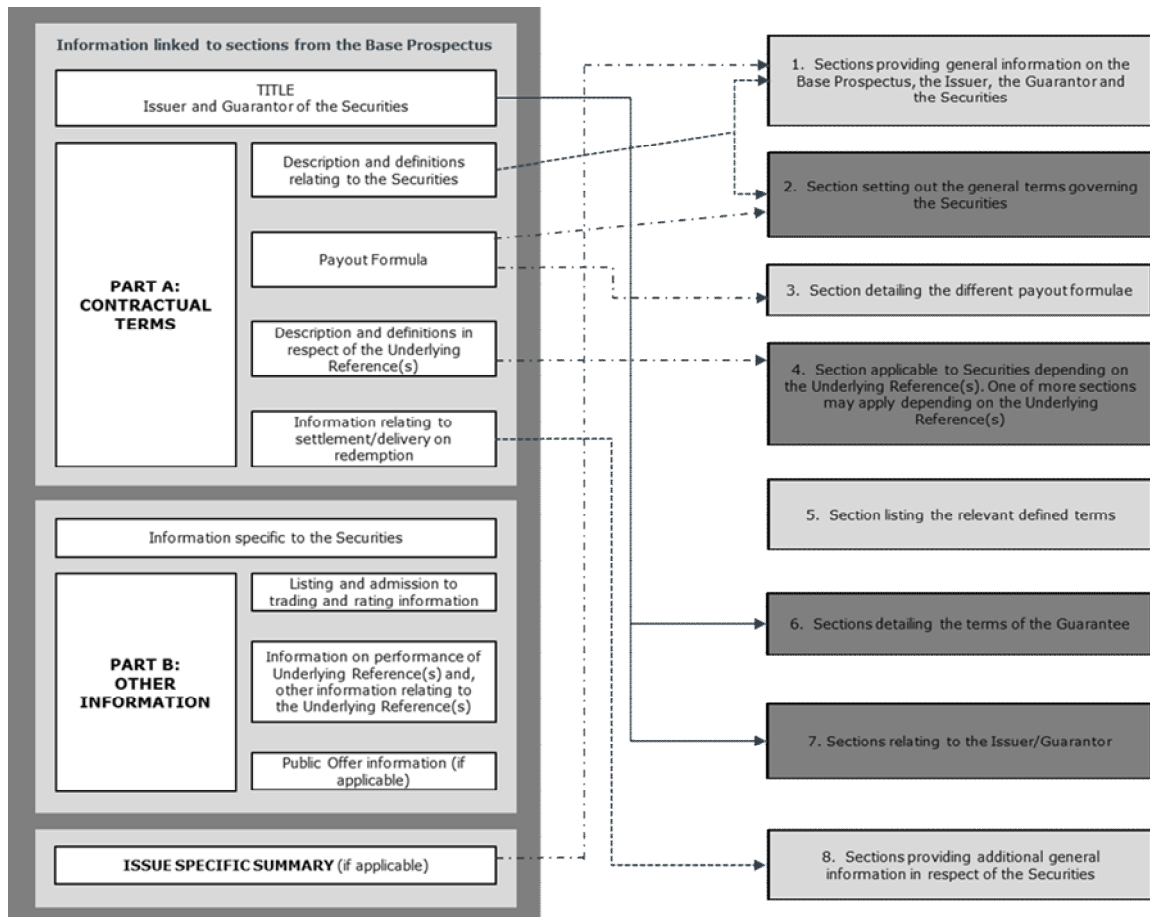 Information linked to sections from the Base Prospectus
TITLE
Issuer and Guarantor of the Securities
PART A:
CONTRACTUAL
TERMS
Description and definitions
relating to the Securities
Payout Formula
Description and definitions in
respect of the Underlying
Reference(s)
Information relating to
settlement/delivery on
redemption
Information specific to the Securities
PART B:
OTHER
INFORMATION
Listing and admission to
trading and rating information
Information on performance of
Underlying Reference(s) and,
other information relating to
the Underlying Reference(s)
Public Offer information (if
applicable)
ISSUE SPECIFIC SUMMARY (if applicable)
1. Sections providing general information on the
Base Prospectus, the Issuer, the Guarantor and
the Securities
2. Section setting out the general terms governing
the Securities
3. Section detailing the different payout formulae
4. Section applicable to Securities depending on
the Underlying Reference(s). One of more sections
may apply depending on the Underlying
Reference(s)
5. Section listing the relevant defined terms
6. Sections detailing the terms of the Guarantee
7. Sections relating to the Issuer/Guarantor
8. Sections providing additional general
information in respect of the Securities